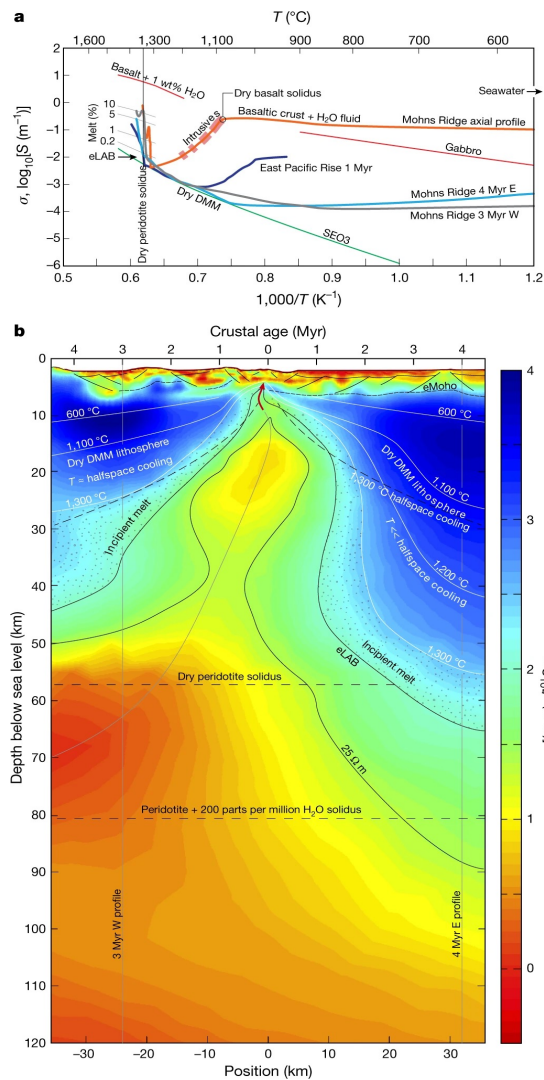 a
T (°C)
1,600 1,300 1,100 900 800 700 600
σ, log10[S (m−1)]
2
1
0
−1
−2
−3
−4
−5
−6
Basalt + 1 wt% H2O
Dry basalt solidus
Seawater
Melt (%)
10
5
1
0.2
eLAB
Intrusives
Basaltic crust + H2O fluid
Mohns Ridge axial profile
Gabbro
East Pacific Rise 1 Myr
Dry peridotite solidus
Dry DMM
Mohns Ridge 4 Myr E
Mohns Ridge 3 Myr W
SEO3
0.5 0.6 0.7 0.8 0.9 1.0 1.1 1.2
1,000/T (K−1)
b
Crustal age (Myr)
4 3 2 1 0 1 2 3 4
Depth below sea level (km)
0
10
20
30
40
50
60
70
80
90
100
110
120
eMoho
600 °C
600 °C
1,100 °C
Dry DMM lithosphere
T = halfspace cooling
1,300 °C
Incipient melt
1,100 °C
Dry DMM lithosphere
1,300 °C halfspace cooling
T << halfspace cooling
1,200 °C
1,300 °C
Incipient melt
eLAB
Dry peridotite solidus
25 Ω m
Peridotite + 200 parts per million H2O solidus
3 Myr W profile
4 Myr E profile
−30 −20 −10 0 10 20 30
Position (km)
4
3
2
1
0